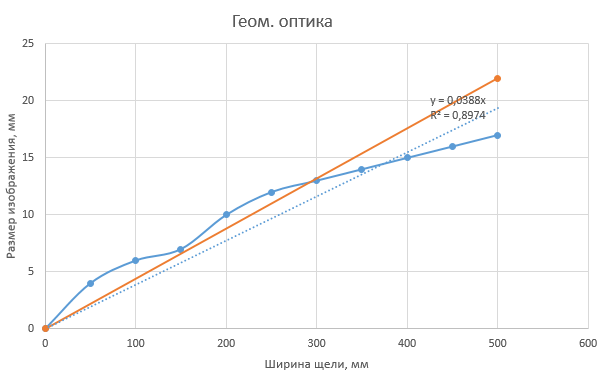 Геом. оптика
25
20
15
10
5
0
Размер изображения, мм
y = 0,0388x
R² = 0,8974
0 100 200 300 400 500 600
Ширина щели, мм